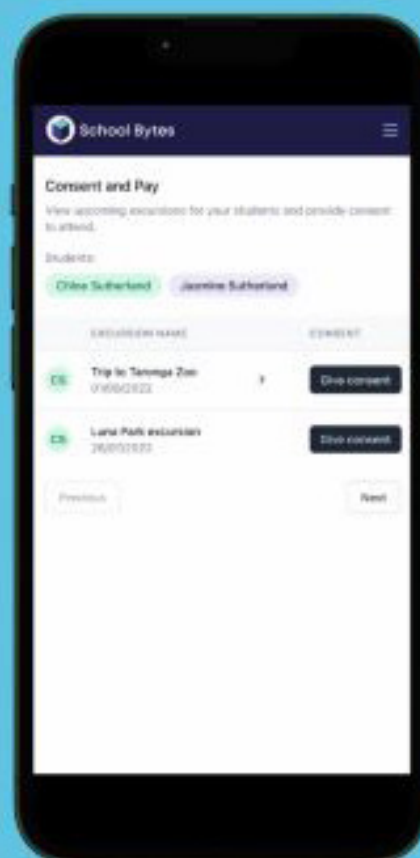 School Bytes
Consent and Pay
View upcoming excursions for your students and provide consent
to attend.
Students
Chloe Sutherland Jasmine Sutherland
EXCURSION NAME CONSENT
CS Trip to Taronga Zoo Give consent
CS Luna Park excursion Give consent
Previous Next